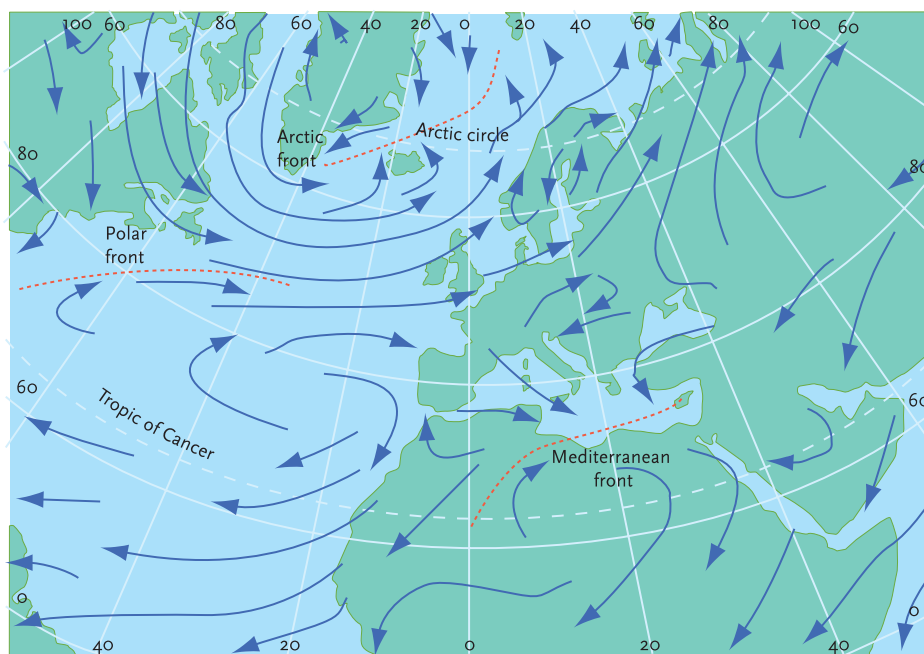 100 60 80 60 40 20 0 20 40 60 80 100 60
Arctic
front
Arctic circle
80
80
Polar
front
60
60
Tropic of Cancer
Mediterranean
front
0
0
40 20 0 20 40